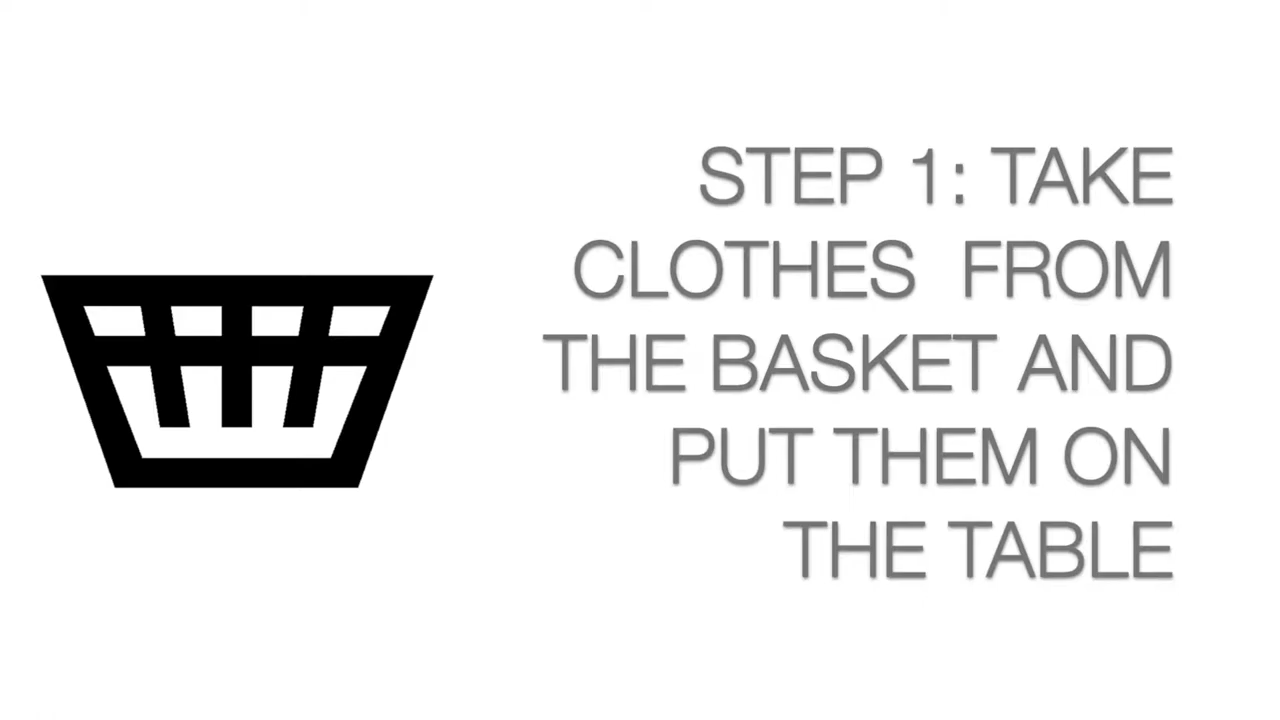 STEP 1: TAKE
CLOTHES  FROM
THE BASKET AND
PUT THEM ON
THE TABLE